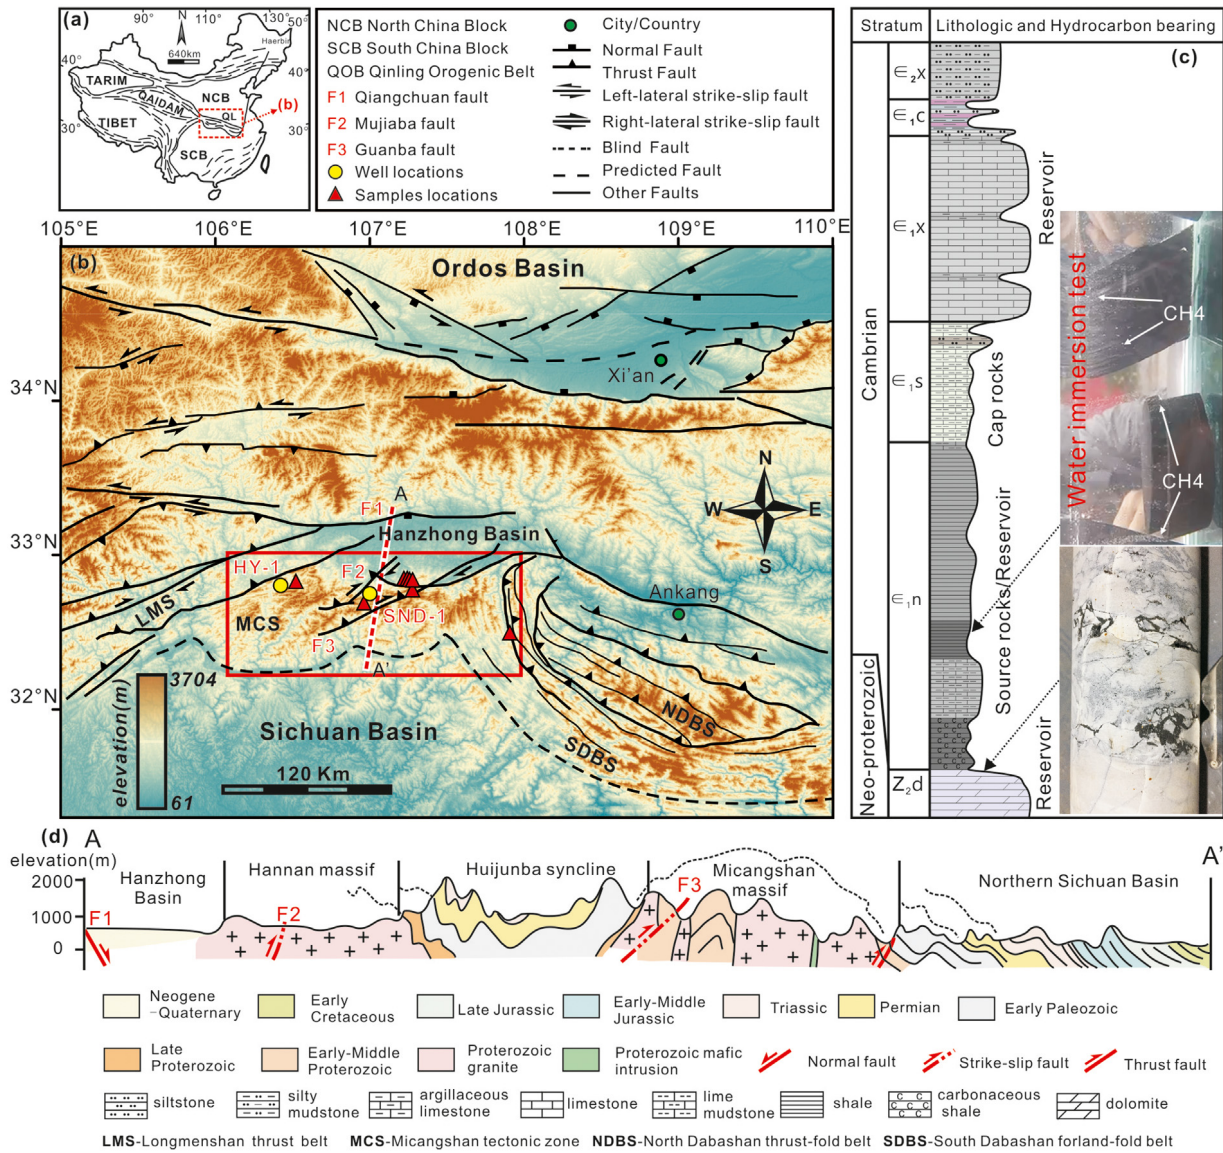 (a)
90°
N
110°
130°
50°
640km
Haerbin
40°
40°
TARIM
QAIDAM
NCB
(b)
QL
TIBET
30°
30°
SCB
NCB North China Block
SCB South China Block
QOB Qinling Orogenic Belt
F1 Qiangchuan fault
F2 Mujiaba fault
F3 Guanba fault
Well locations
Samples locations
City/Country
Normal Fault
Thrust Fault
Left-lateral strike-slip fault
Right-lateral strike-slip fault
Blind Fault
Predicted Fault
Other Faults
105°E
106°E
107°E
108°E
109°E
110°E
(b)
Ordos Basin
Xi'an
34°N
A
F1
N
W
E
S
33°N
Hanzhong Basin
HY-1
F2
LMS
MCS
SND-1
Ankang
F3
A'
32°N
3704
elevation(m)
61
Sichuan Basin
NDBS
SDBS
120 Km
Stratum
Lithologic and Hydrocarbon bearing
(c)
∈₂x
∈₁c
∈₁x
Reservoir
Cambrian
∈₁s
Cap rocks
∈₁n
Source rocks/Reservoir
Neo-proterozoic
Z₂d
Reservoir
Water immersion test
CH4
CH4
(d)
A
A'
elevation(m)
2000
1000
0
Hanzhong
Basin
Hannan massif
Huijunba syncline
Micangshan
massif
Northern Sichuan Basin
F1
F2
F3
Neogene
-Quaternary
Early
Cretaceous
Late Jurassic
Early-Middle
Jurassic
Triassic
Permian
Early Paleozoic
Late
Proterozoic
Early-Middle
Proterozoic
Proterozoic
granite
Proterozoic mafic
intrusion
Normal fault
Strike-slip fault
Thrust fault
siltstone
silty
mudstone
argillaceous
limestone
limestone
lime
mudstone
shale
carbonaceous
shale
dolomite
LMS-Longmenshan thrust belt
MCS-Micangshan tectonic zone
NDBS-North Dabashan thrust-fold belt
SDBS-South Dabashan forland-fold belt